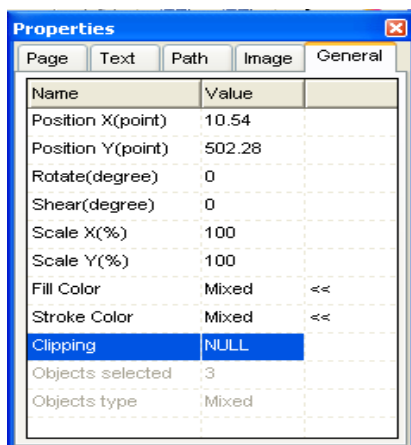 Properties
Page Text Path Image General
Name Value
Position X(point) 10.54
Position Y(point) 502.28
Rotate(degree) 0
Shear(degree) 0
Scale X(%) 100
Scale Y(%) 100
Fill Color Mixed <<
Stroke Color Mixed <<
Clipping NULL
Objects selected 3
Objects type Mixed